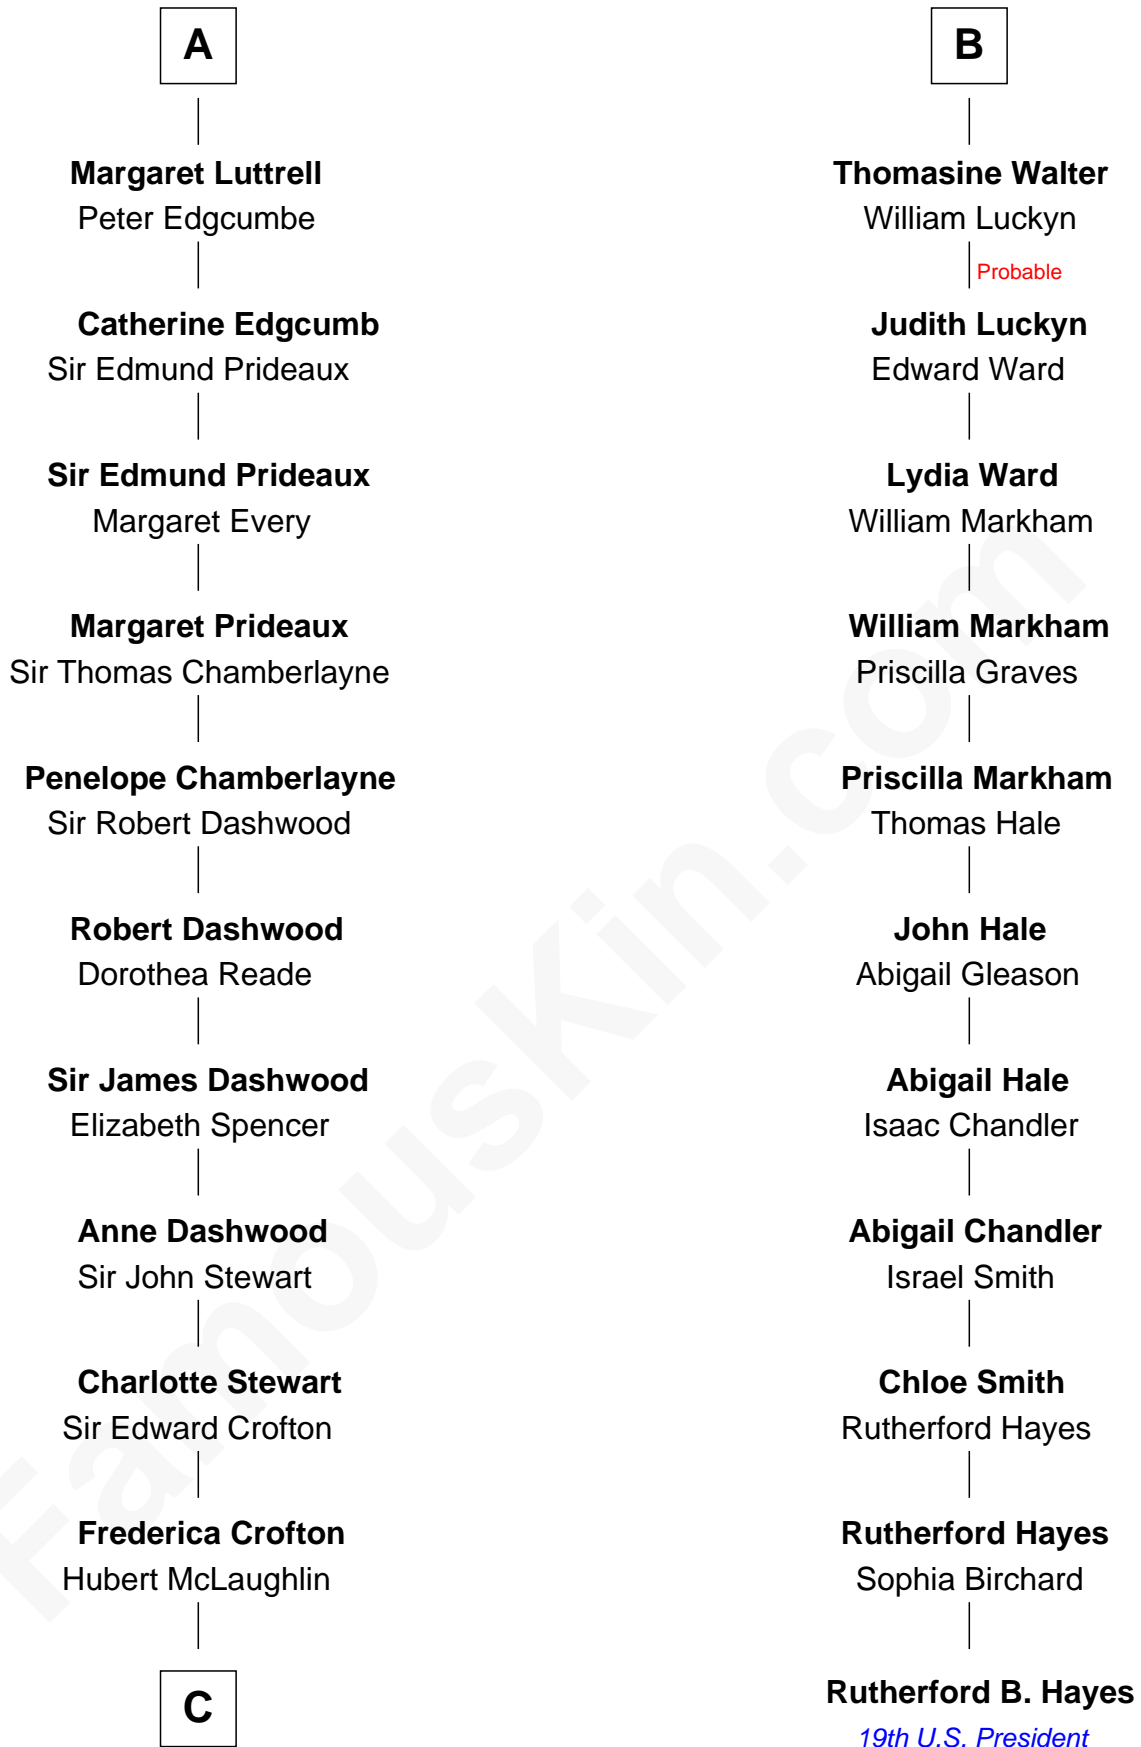 A
Margaret Luttrell
Peter Edgcumbe
Catherine Edgcumb
Sir Edmund Prideaux
Sir Edmund Prideaux
Margaret Every
Margaret Prideaux
Sir Thomas Chamberlayne
Penelope Chamberlayne
Sir Robert Dashwood
Robert Dashwood
Dorothea Reade
Sir James Dashwood
Elizabeth Spencer
Anne Dashwood
Sir John Stewart
Charlotte Stewart
Sir Edward Crofton
Frederica Crofton
Hubert McLaughlin
C
B
Thomasine Walter
William Luckyn
Probable
Judith Luckyn
Edward Ward
Lydia Ward
William Markham
William Markham
Priscilla Graves
Priscilla Markham
Thomas Hale
John Hale
Abigail Gleason
Abigail Hale
Isaac Chandler
Abigail Chandler
Israel Smith
Chloe Smith
Rutherford Hayes
Rutherford Hayes
Sophia Birchard
Rutherford B. Hayes
19th U.S. President
FamousKin.com